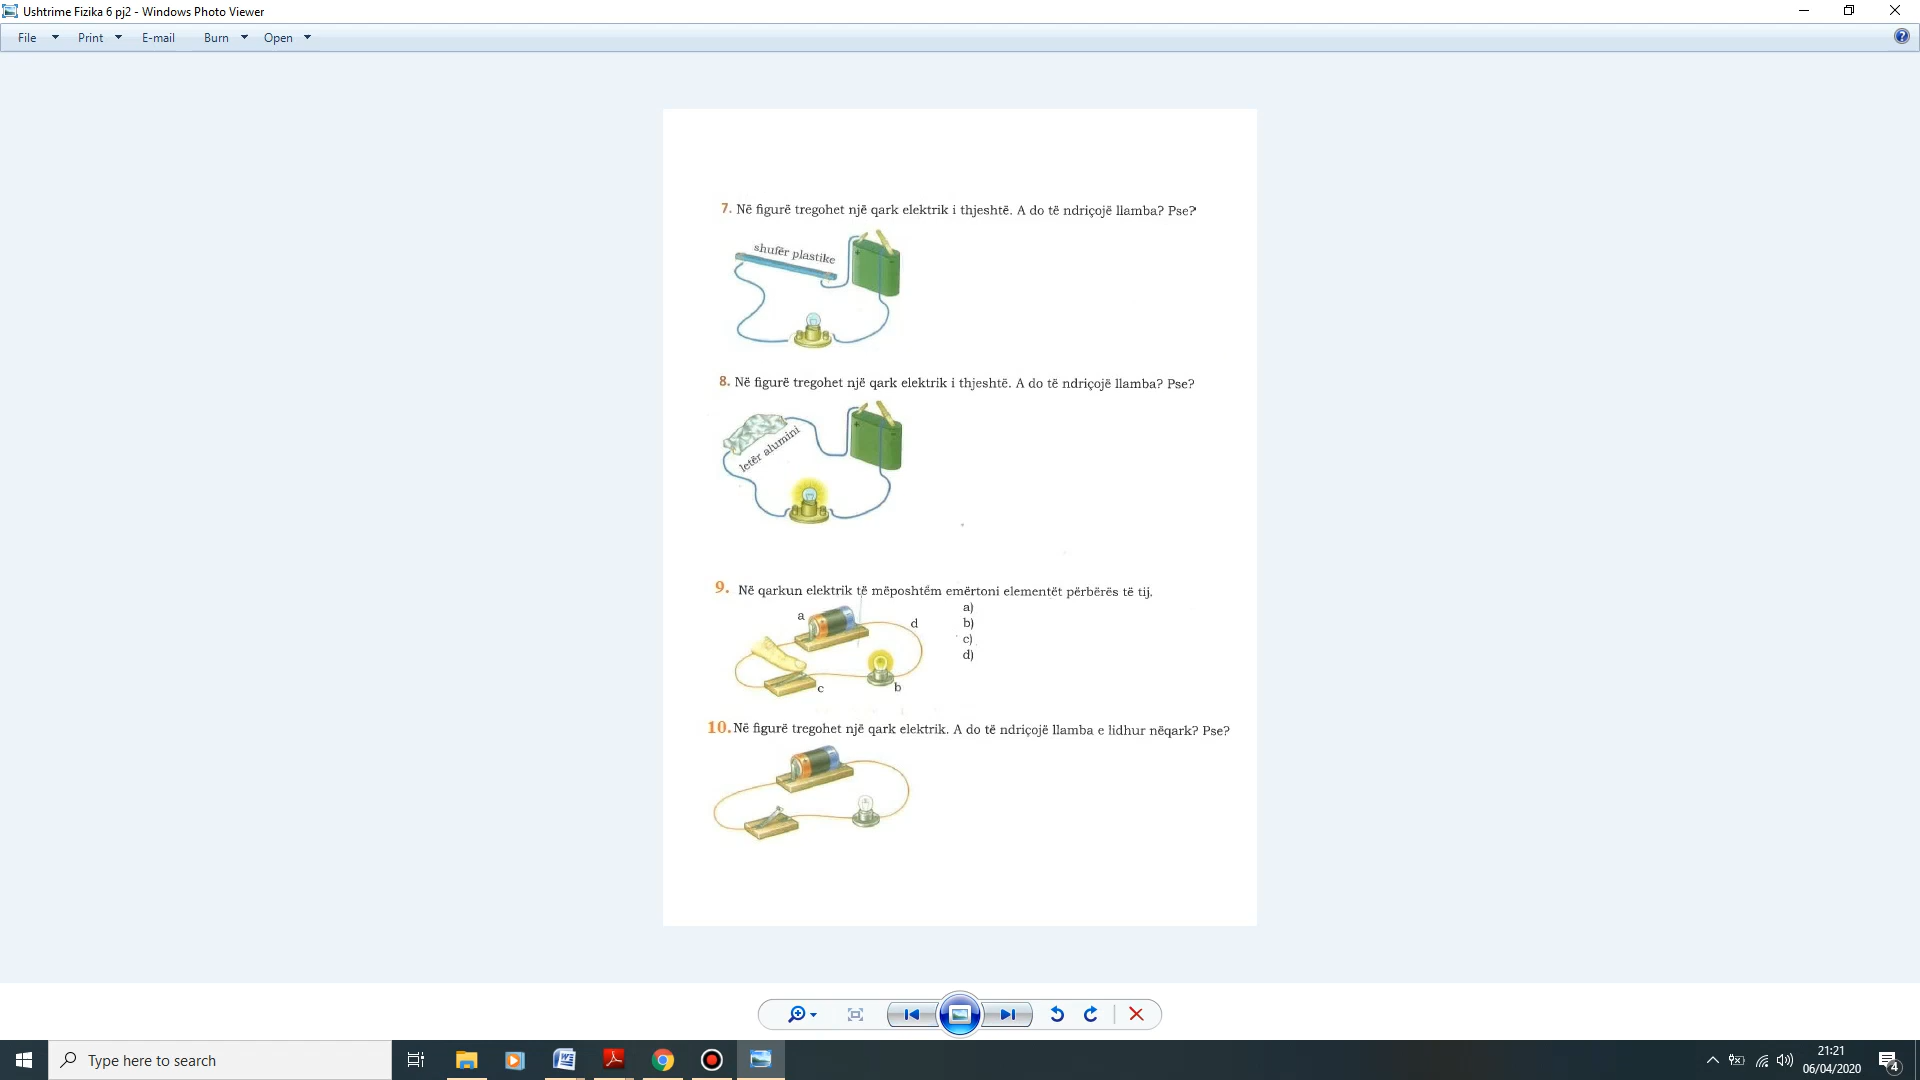 Ushtrime Fizika 6 pj2 - Windows Photo Viewer
File Print E-mail Burn Open
7. Në figurë tregohet një qark elektrik i thjeshtë. A do të ndriçojë llamba? Pse?
shufër plastike
+ -
8. Në figurë tregohet një qark elektrik i thjeshtë. A do të ndriçojë llamba? Pse?
letër alumini
+ -
9. Në qarkun elektrik të mëposhtëm emërtoni elementët përbërës të tij.
a
d
c
b
a)
b)
c)
d)
10. Në figurë tregohet një qark elektrik. A do të ndriçojë llamba e lidhur nëqark? Pse?
Type here to search
21:21
06/04/2020
4